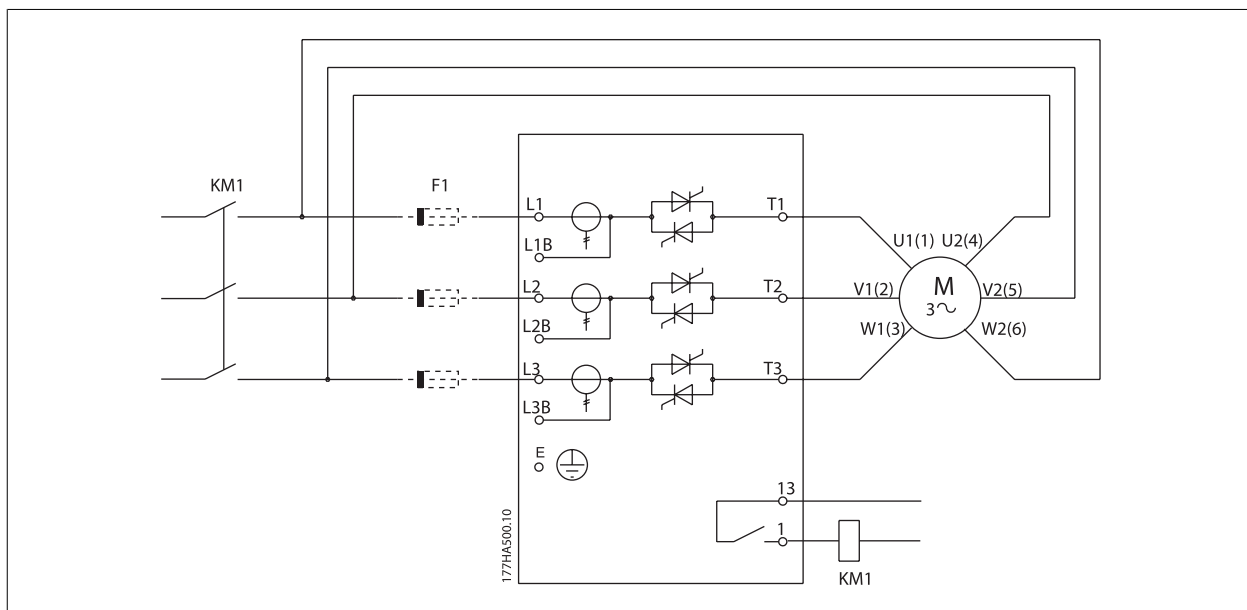 KM1
F1
L1
T1
L1B
U1(1) U2(4)
L2
T2
V1(2)
M
3~
V2(5)
L2B
W1(3)
W2(6)
L3
T3
L3B
E
13
1
KM1
177HA500.10